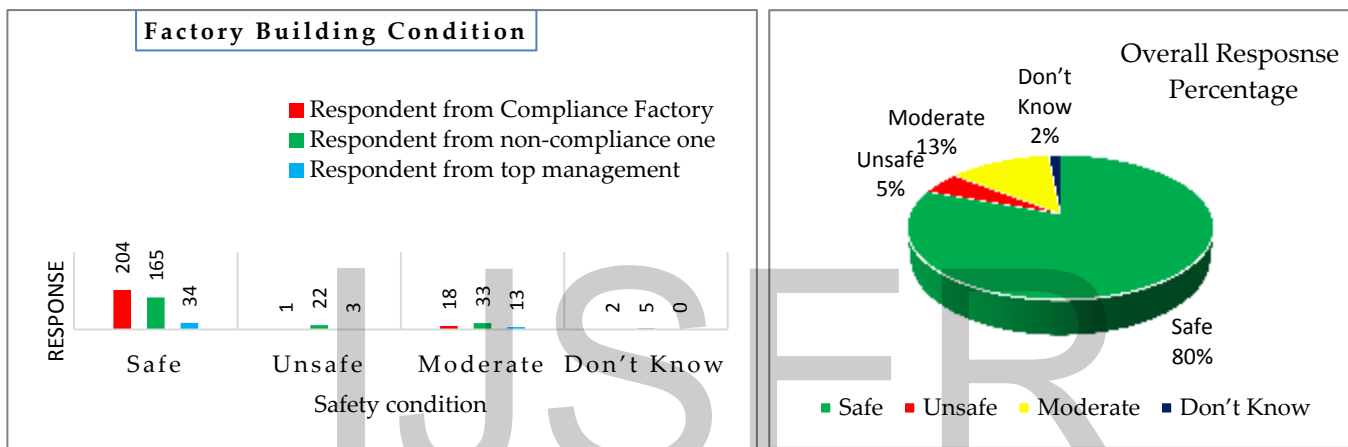 Factory Building Condition
Respondent from Compliance Factory
Respondent from non-compliance one
Respondent from top management
RESPONSE
204
165
34
1
22
3
18
33
13
2
5
0
Safe
Unsafe
Moderate
Don't Know
Safety condition
Overall Resposnse
Percentage
Don't
Know
2%
Moderate
13%
Unsafe
5%
Safe
80%
Safe
Unsafe
Moderate
Don't Know
IJSER